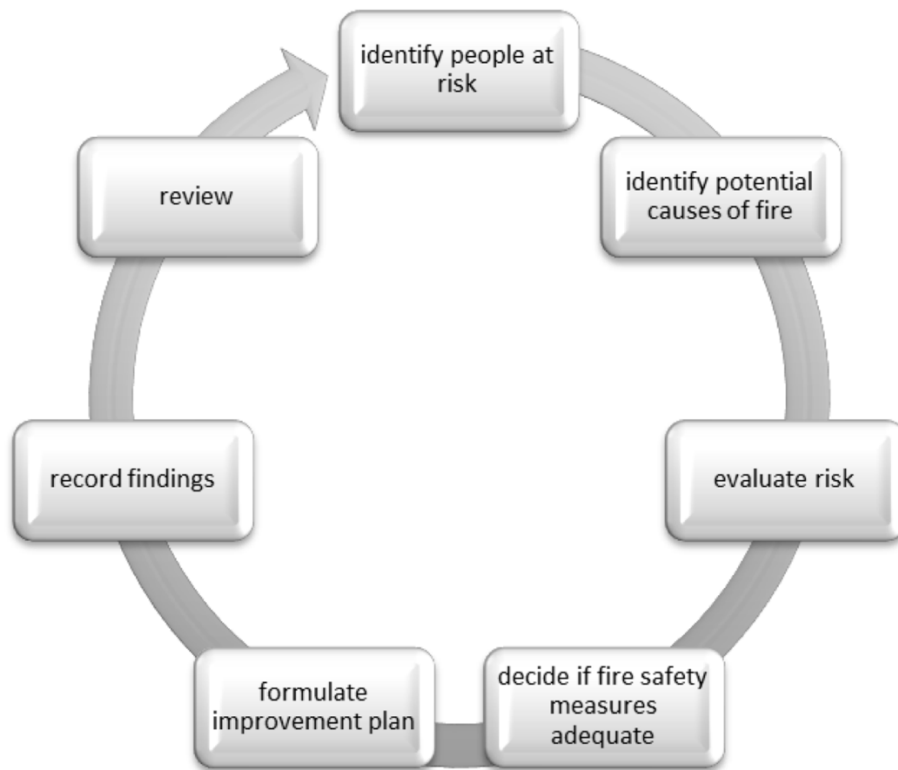 identify people at
risk
identify potential
causes of fire
evaluate risk
decide if fire safety
measures
adequate
formulate
improvement plan
record findings
review